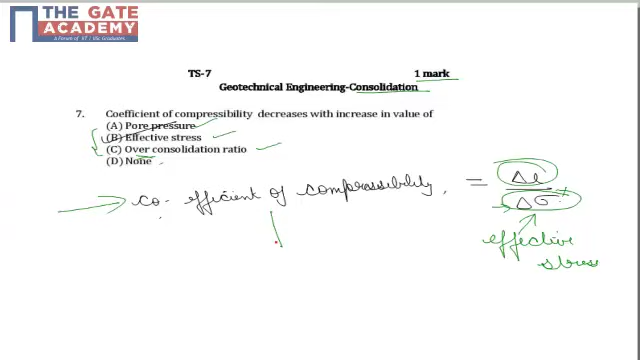 THE GATE
ACADEMY
A Forum of IIT / IISc Graduates
TS-7 1 mark
Geotechnical Engineering-Consolidation
7. Coefficient of compressibility decreases with increase in value of
(A) Pore pressure
(B) Effective stress
(C) Over consolidation ratio
(D) None
co-efficient of compressibility = Δe
Δσ
effective
stress